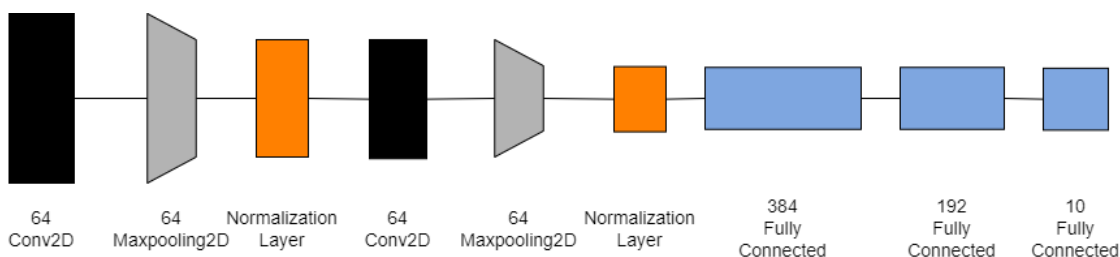 64
Conv2D
64
Maxpooling2D
Normalization
Layer
64
Conv2D
64
Maxpooling2D
Normalization
Layer
384
Fully
Connected
192
Fully
Connected
10
Fully
Connected